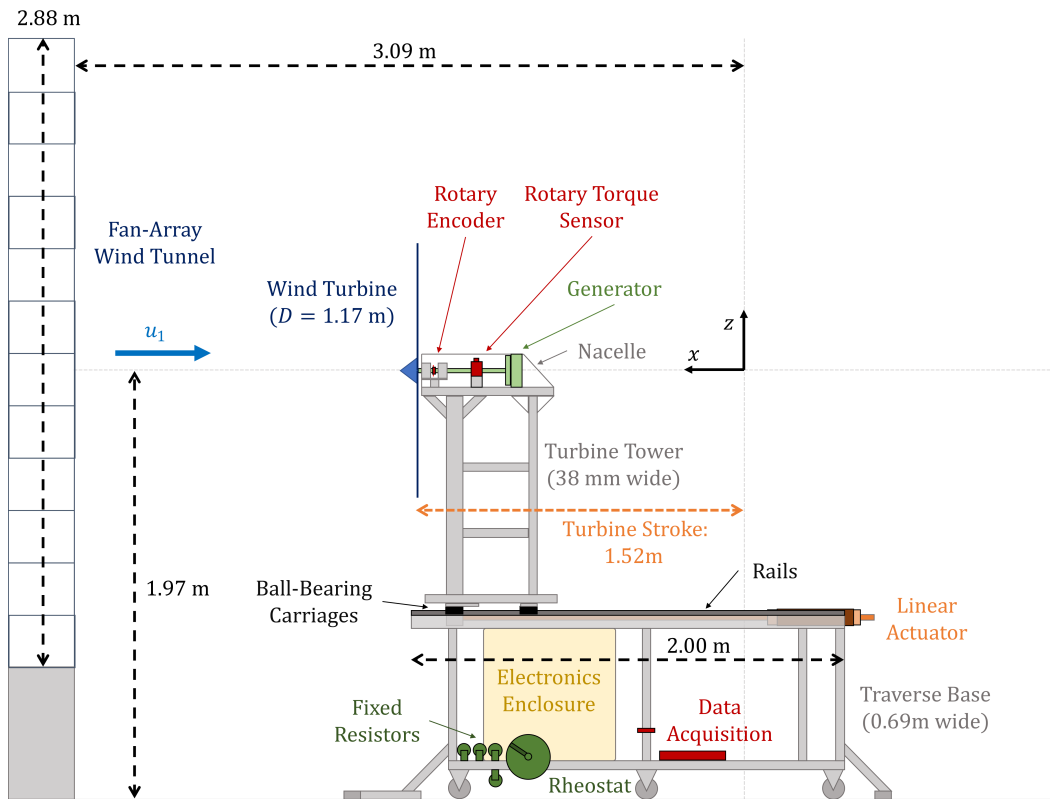 2.88 m
3.09 m
Rotary
Encoder
Rotary Torque
Sensor
Fan-Array
Wind Tunnel
Wind Turbine
(D = 1.17 m)
Generator
u1
z
Nacelle
x
Turbine Tower
(38 mm wide)
Turbine Stroke:
1.52m
1.97 m
Ball-Bearing
Carriages
Rails
Linear
Actuator
2.00 m
Electronics
Enclosure
Traverse Base
(0.69m wide)
Fixed
Resistors
Data
Acquisition
Rheostat